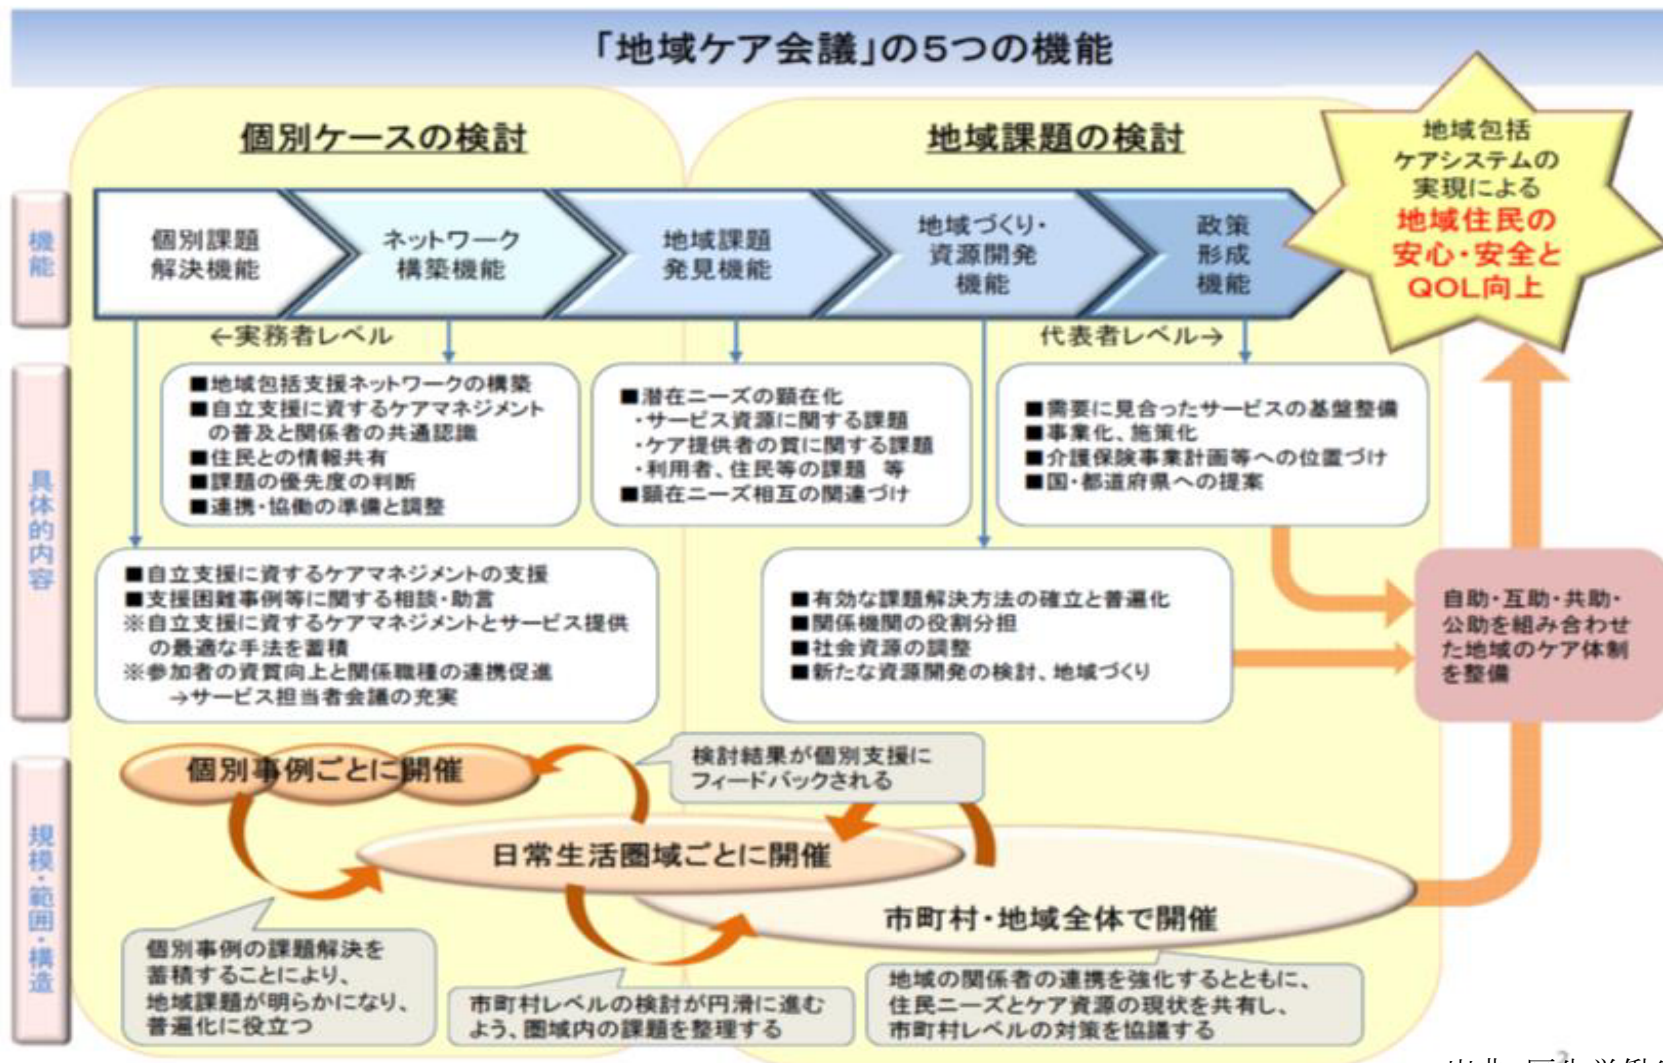 「地域ケア会議」の5つの機能
個別ケースの検討
地域課題の検討
地域包括
ケアシステムの
実現による
地域住民の
安心・安全と
QOL向上
機能
個別課題
解決機能
ネットワーク
構築機能
地域課題
発見機能
地域づくり・
資源開発
機能
政策
形成
機能
←実務者レベル
代表者レベル→
具体的内容
■地域包括支援ネットワークの構築
■自立支援に資するケアマネジメント
の普及と関係者の共通認識
■住民との情報共有
■課題の優先度の判断
■連携・協働の準備と調整
■潜在ニーズの顕在化
・サービス資源に関する課題
・ケア提供者の質に関する課題
・利用者、住民等の課題 等
■顕在ニーズ相互の関連づけ
■需要に見合ったサービスの基盤整備
■事業化、施策化
■介護保険事業計画等への位置づけ
■国・都道府県への提案
■自立支援に資するケアマネジメントの支援
■支援困難事例等に関する相談・助言
※自立支援に資するケアマネジメントとサービス提供
の最適な手法を蓄積
※参加者の資質向上と関係職種の連携促進
→サービス担当者会議の充実
■有効な課題解決方法の確立と普遍化
■関係機関の役割分担
■社会資源の調整
■新たな資源開発の検討、地域づくり
自助・互助・共助・
公助を組み合わせ
た地域のケア体制
を整備
規模・範囲・構造
個別事例ごとに開催
検討結果が個別支援に
フィードバックされる
日常生活圏域ごとに開催
市町村・地域全体で開催
個別事例の課題解決を
蓄積することにより、
地域課題が明らかになり、
普遍化に役立つ
市町村レベルの検討が円滑に進む
よう、圏域内の課題を整理する
地域の関係者の連携を強化するとともに、
住民ニーズとケア資源の現状を共有し、
市町村レベルの対策を協議する